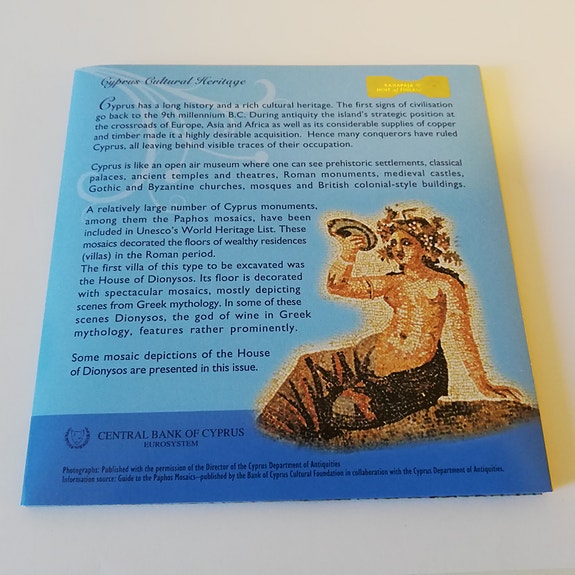 Cyprus Cultural Heritage
Cyprus has a long history and a rich cultural heritage. The first signs of civilisation
go back to the 9th millennium B.C. During antiquity the island's strategic position at
the crossroads of Europe, Asia and Africa as well as its considerable supplies of copper
and timber made it a highly desirable acquisition. Hence many conquerors have ruled
Cyprus, all leaving behind visible traces of their occupation.
Cyprus is like an open air museum where one can see prehistoric settlements, classical
palaces, ancient temples and theatres, Roman monuments, medieval castles,
Gothic and Byzantine churches, mosques and British colonial-style buildings.
A relatively large number of Cyprus monuments,
among them the Paphos mosaics, have been
included in Unesco's World Heritage List. These
mosaics decorated the floors of wealthy residences
(villas) in the Roman period.
The first villa of this type to be excavated was
the House of Dionysos. Its floor is decorated
with spectacular mosaics, mostly depicting
scenes from Greek mythology. In some of these
scenes Dionysos, the god of wine in Greek
mythology, features rather prominently.
Some mosaic depictions of the House
of Dionysos are presented in this issue.
CENTRAL BANK OF CYPRUS
EUROSYSTEM
Photographs: Published with the permission of the Director of the Cyprus Department of Antiquities
Information source: Guide to the Paphos Mosaics-published by the Bank of Cyprus Cultural Foundation in collaboration with the Cyprus Department of Antiquities.